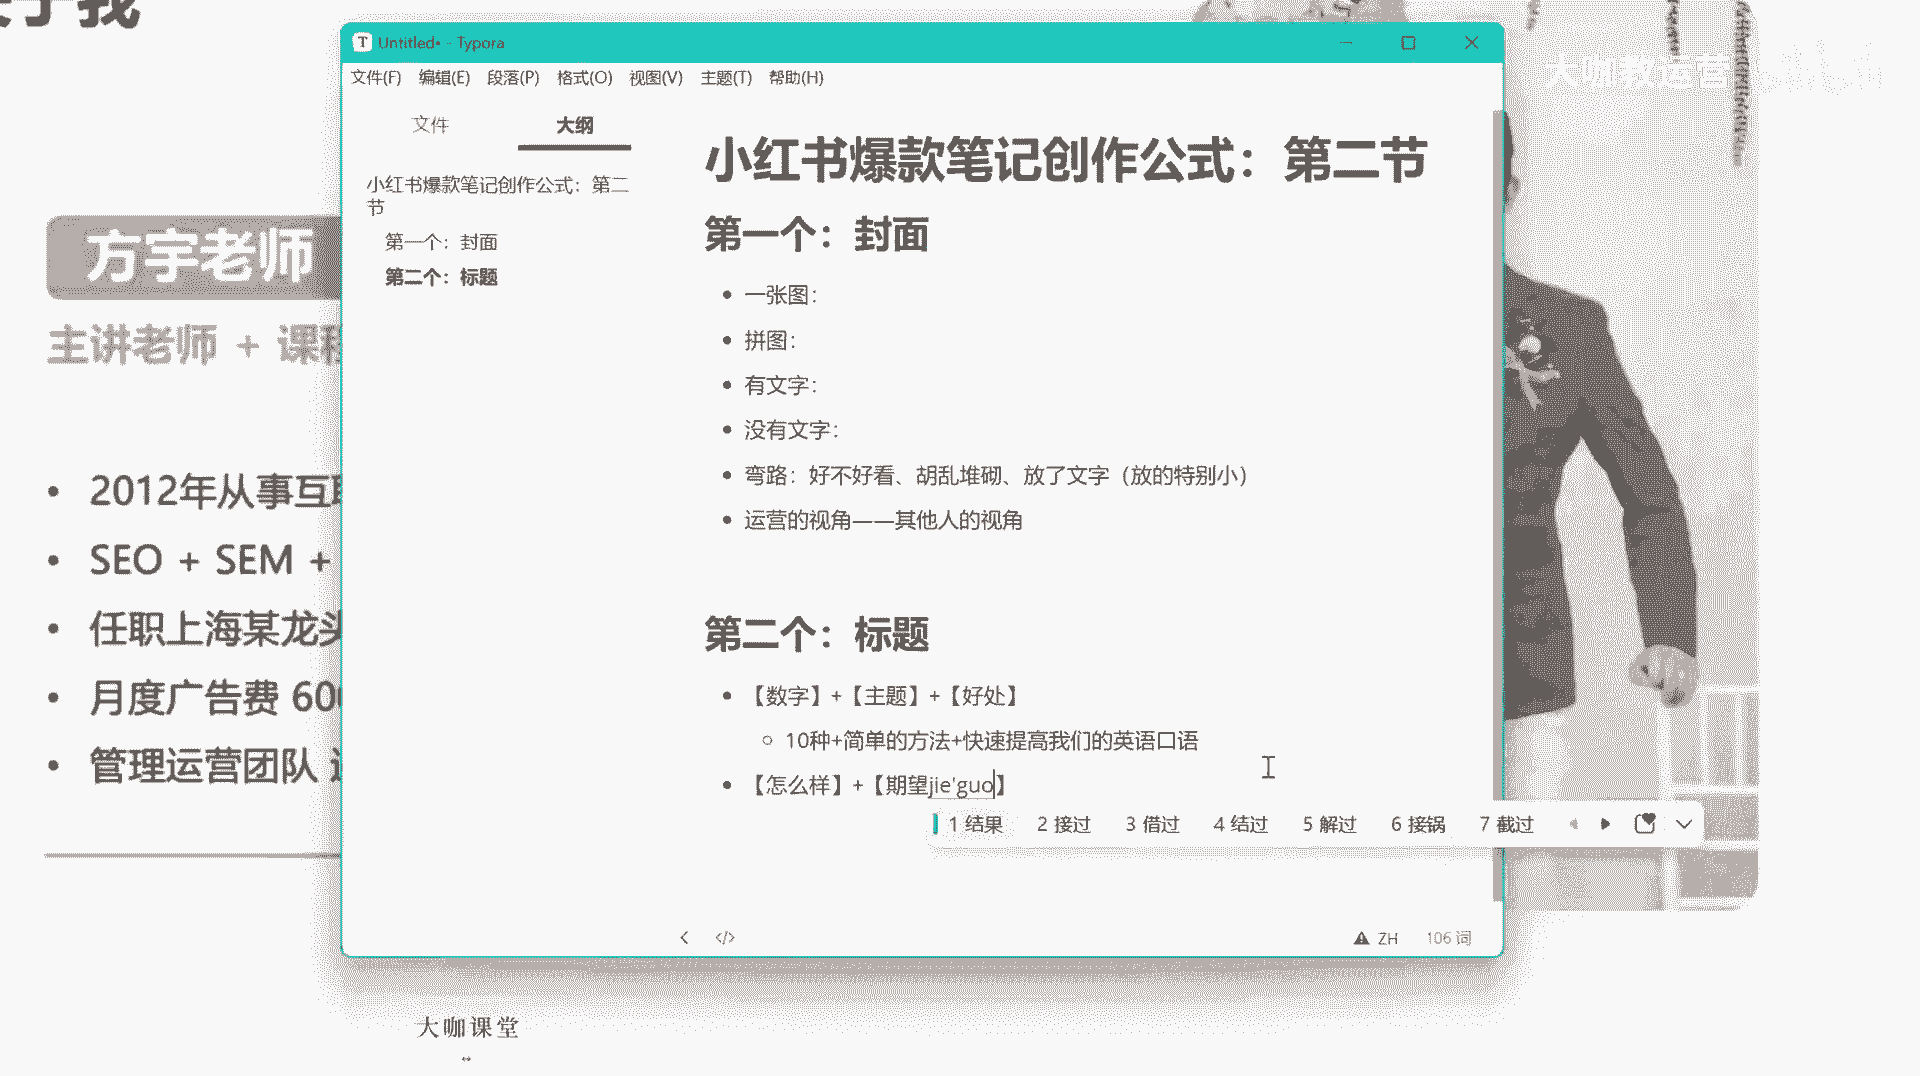 Untitled• - Typora
文件(F) 编辑(E) 段落(P) 格式(O) 视图(V) 主题(T) 帮助(H)
文件 大纲
小红书爆款笔记创作公式：第二
节
第一个：封面
第二个：标题
小红书爆款笔记创作公式：第二节
第一个：封面
一张图：
拼图：
有文字：
没有文字：
弯路：好不好看、胡乱堆砌、放了文字（放的特别小）
运营的视角——其他人的视角
第二个：标题
【数字】+【主题】+【好处】
10种+简单的方法+快速提高我们的英语口语
【怎么样】+【期望jie'guo】
1 结果 2 接过 3 借过 4 结过 5 解过 6 接锅 7 截过
ZH 106 词
大咖教运营
方宇老师
主讲老师 + 课程
2012年从事互联
SEO + SEM +
任职上海某龙头
月度广告费 600
管理运营团队
大咖课堂